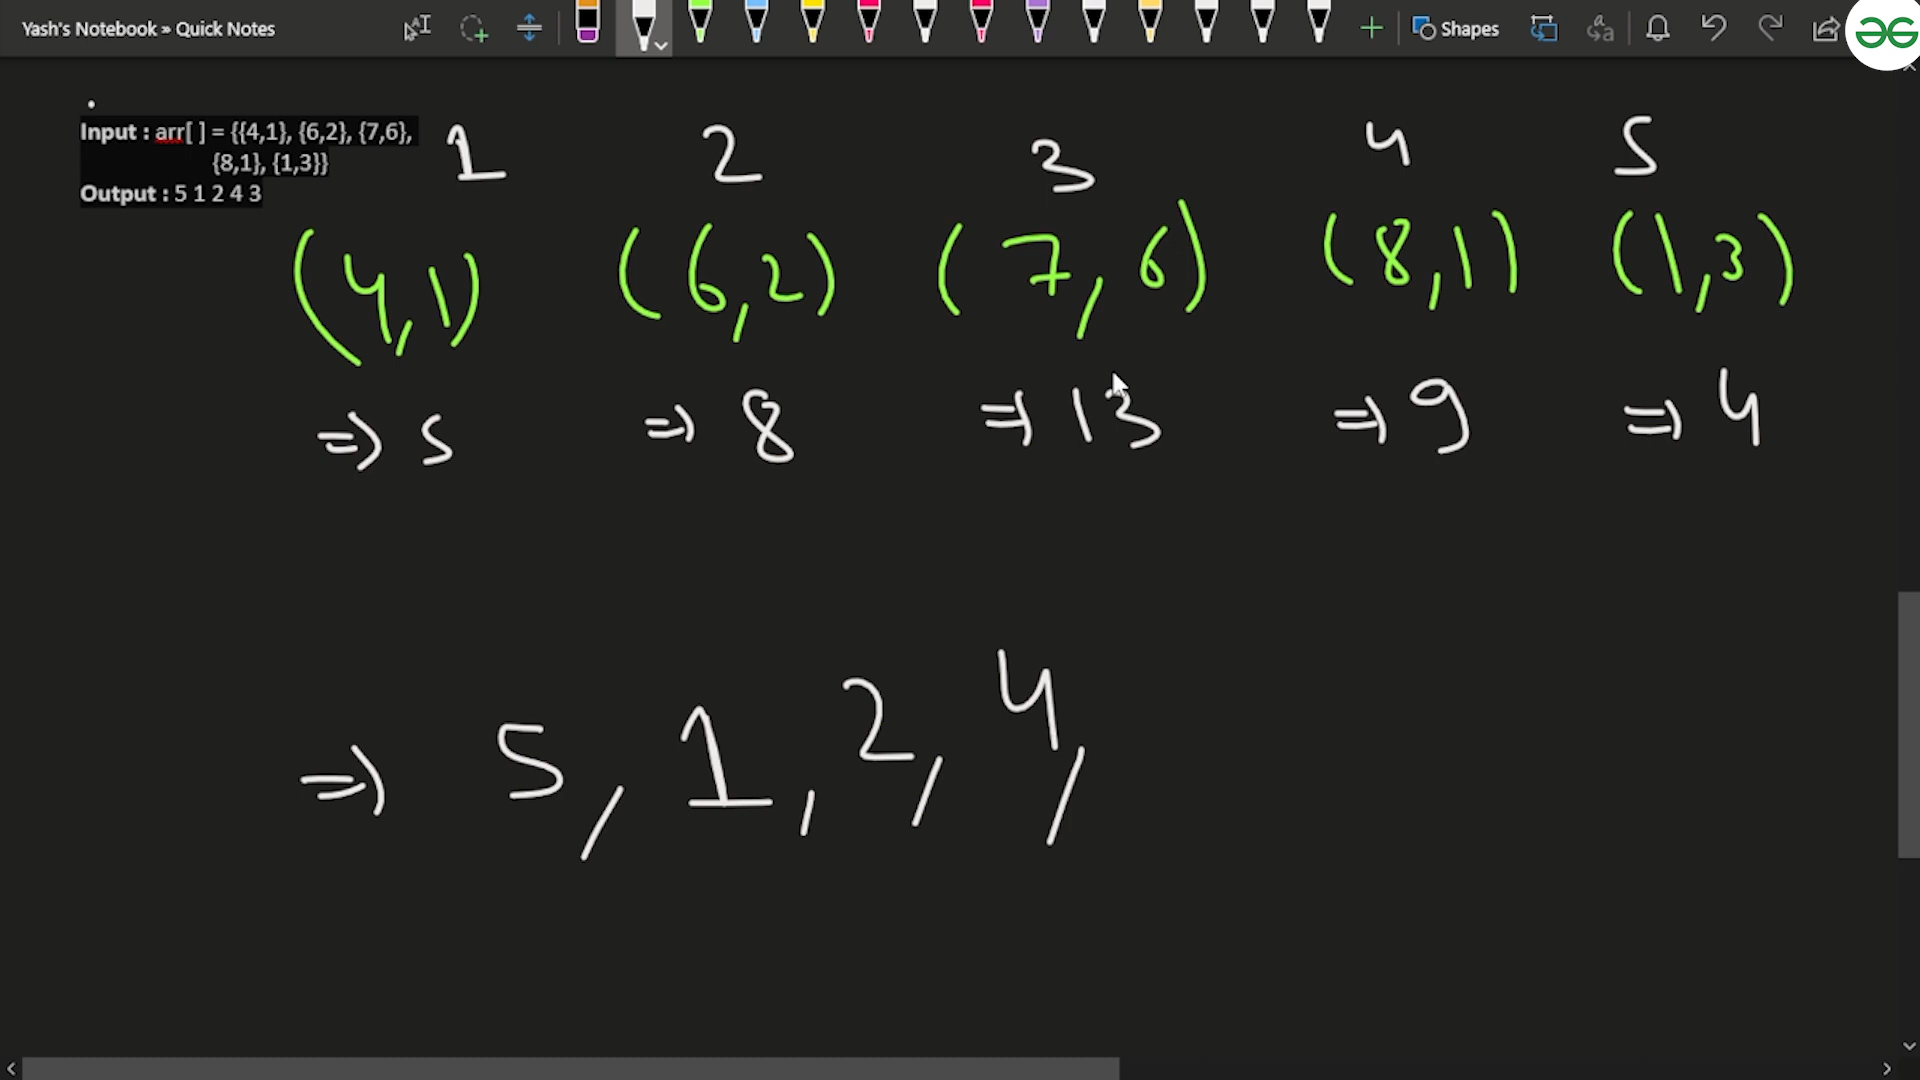 Yash's Notebook » Quick Notes
Shapes
Input : arr[ ] = {{4,1}, {6,2}, {7,6},
{8,1}, {1,3}}
Output : 5 1 2 4 3
1 2 3 4 5
(4,1) (6,2) (7,6) (8,1) (1,3)
=> 5 => 8 => 13 => 9 => 4
=> 5, 1, 2, 4,